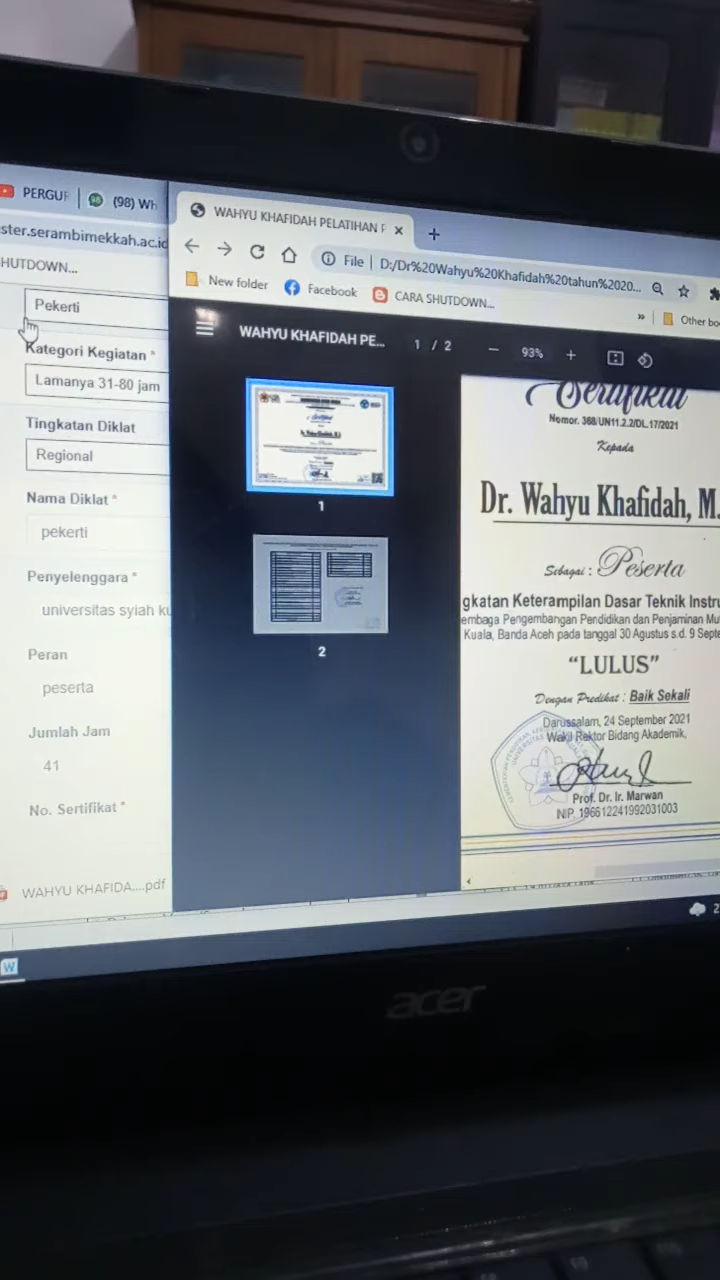 PERGUR
(98) Wh
ster.serambimekkah.ac.id
HUTDOWN...
Pekerti
Kategori Kegiatan *
Lamanya 31-80 jam
Tingkatan Diklat
Regional
Nama Diklat *
pekerti
Penyelenggara *
universitas syiah ku
Peran
peserta
Jumlah Jam
41
No. Sertifikat *
WAHYU KHAFIDA....pdf
WAHYU KHAFIDAH PELATIHAN P
File | D:/Dr%20Wahyu%20Khafidah%20tahun%2020...
New folder
Facebook
CARA SHUTDOWN...
Other bo
WAHYU KHAFIDAH PE...
1 / 2
93%
1
2
Sertifikat
Nomor. 368/UN11.2.2/DL.17/2021
Kepada
Dr. Wahyu Khafidah, M.
Sebagai : Peserta
gkatan Keterampilan Dasar Teknik Instru
embaga Pengembangan Pendidikan dan Penjaminan Mu
Kuala, Banda Aceh pada tanggal 30 Agustus s.d. 9 Septe
“LULUS”
Dengan Predikat : Baik Sekali
Darussalam, 24 September 2021
Wakil Rektor Bidang Akademik,
Prof. Dr. Ir. Marwan
NIP. 196612241992031003
2
W
acer